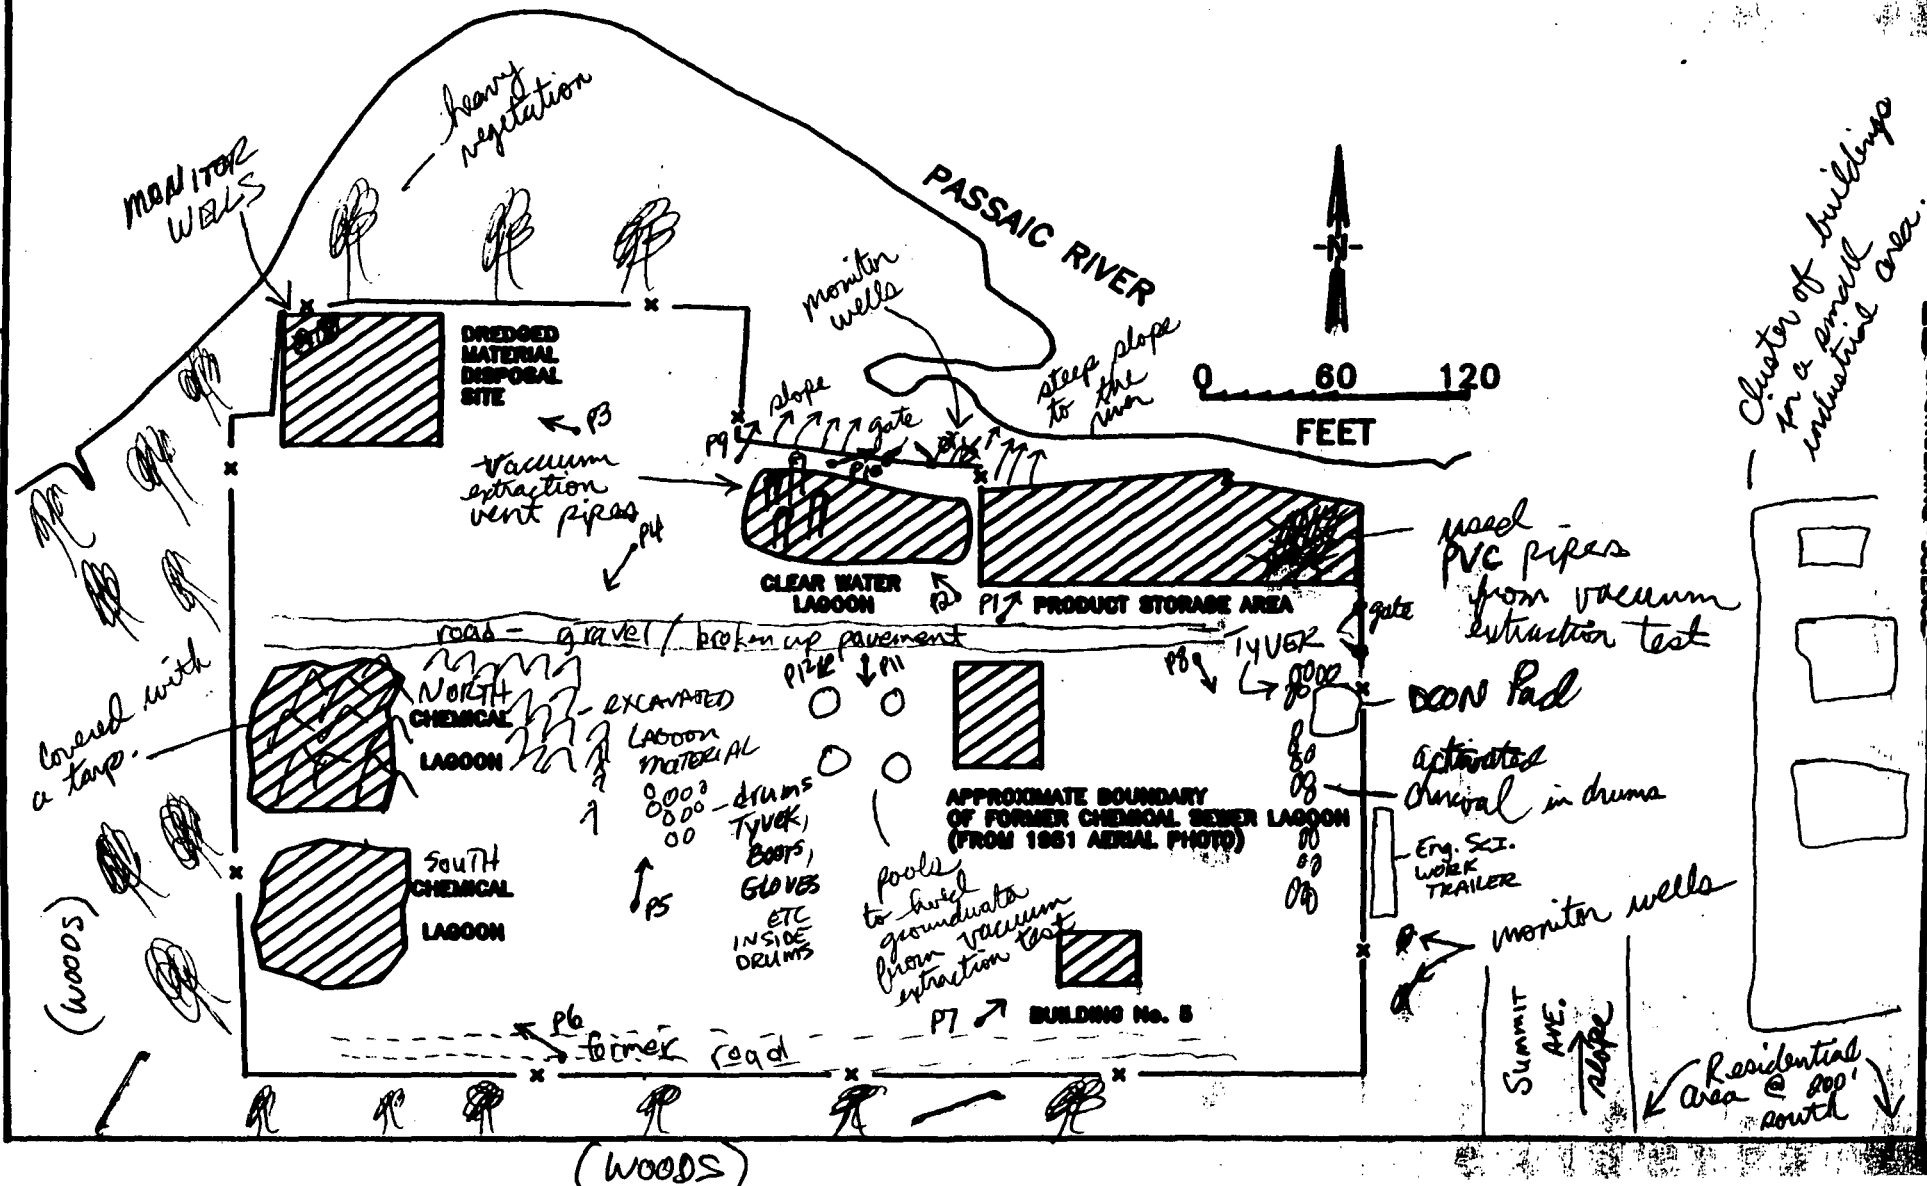 heavy
vegetation
MONITOR
WELLS
PASSAIC RIVER
N
0 60 120
FEET
Cluster of buildings
in a small
industrial area.
monitor
wells
steep slope
to the
river
slope
gate
DREDGED
MATERIAL
DISPOSAL
SITE
P3
P9
P10
Vacuum
extraction
vent pipes
P4
CLEAR WATER
LAGOON
P2
P1
PRODUCT STORAGE AREA
used
PVC pipes
from vacuum
extraction test
gate
road - gravel / broken up pavement
TYVEK
P8
P12
P11
covered with
a tarp.
NORTH
CHEMICAL
LAGOON
EXCAVATED
LAGOON
MATERIAL
DCON Pad
activated
charcoal in drums
drums
Tyvek,
Boots,
GLOVES
ETC
INSIDE
DRUMS
APPROXIMATE BOUNDARY
OF FORMER CHEMICAL SEWER LAGOON
(FROM 1961 AERIAL PHOTO)
Eng. Sci.
WORK
TRAILER
SOUTH
CHEMICAL
LAGOON
P5
pools
to hold
groundwater
from vacuum
extraction test
monitor wells
(WOODS)
P6
former road
P7
BUILDING No. 5
SUMMIT
AVE.
slope
Residential
area @ 200'
south
(WOODS)